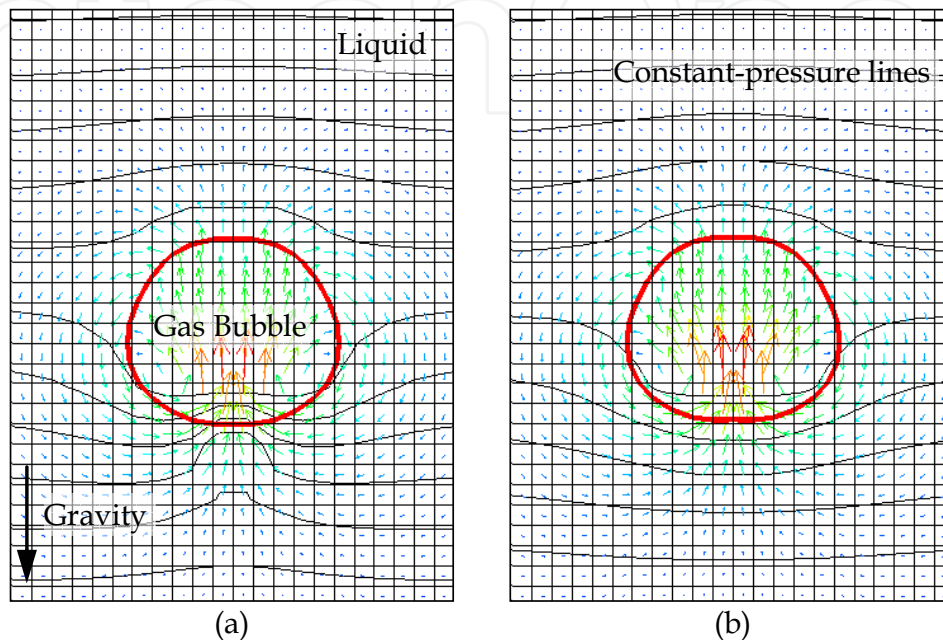 Liquid
Gas Bubble
Gravity
(a)
Constant-pressure lines
(b)